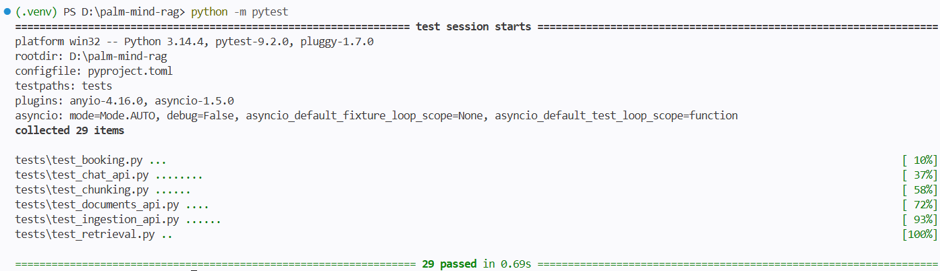 (.venv) PS D:\palm-mind-rag> python -m pytest
============================= test session starts =============================
platform win32 -- Python 3.14.4, pytest-9.2.0, pluggy-1.7.0
rootdir: D:\palm-mind-rag
configfile: pyproject.toml
testpaths: tests
plugins: anyio-4.16.0, asyncio-1.5.0
asyncio: mode=Mode.AUTO, debug=False, asyncio_default_fixture_loop_scope=None, asyncio_default_test_loop_scope=function
collected 29 items
tests\test_booking.py ... [ 10%]
tests\test_chat_api.py ........ [ 37%]
tests\test_chunking.py ...... [ 58%]
tests\test_documents_api.py .... [ 72%]
tests\test_ingestion_api.py ...... [ 93%]
tests\test_retrieval.py .. [100%]
============================= 29 passed in 0.69s =============================